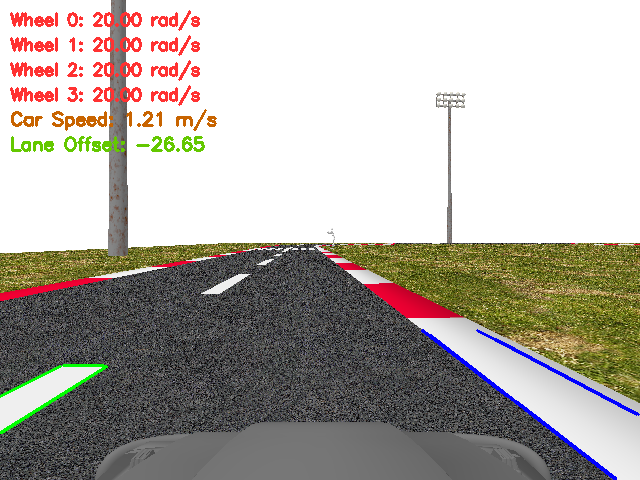 Wheel 0: 20.00 rad/s
Wheel 1: 20.00 rad/s
Wheel 2: 20.00 rad/s
Wheel 3: 20.00 rad/s
Car Speed: 1.21 m/s
Lane Offset: -26.65